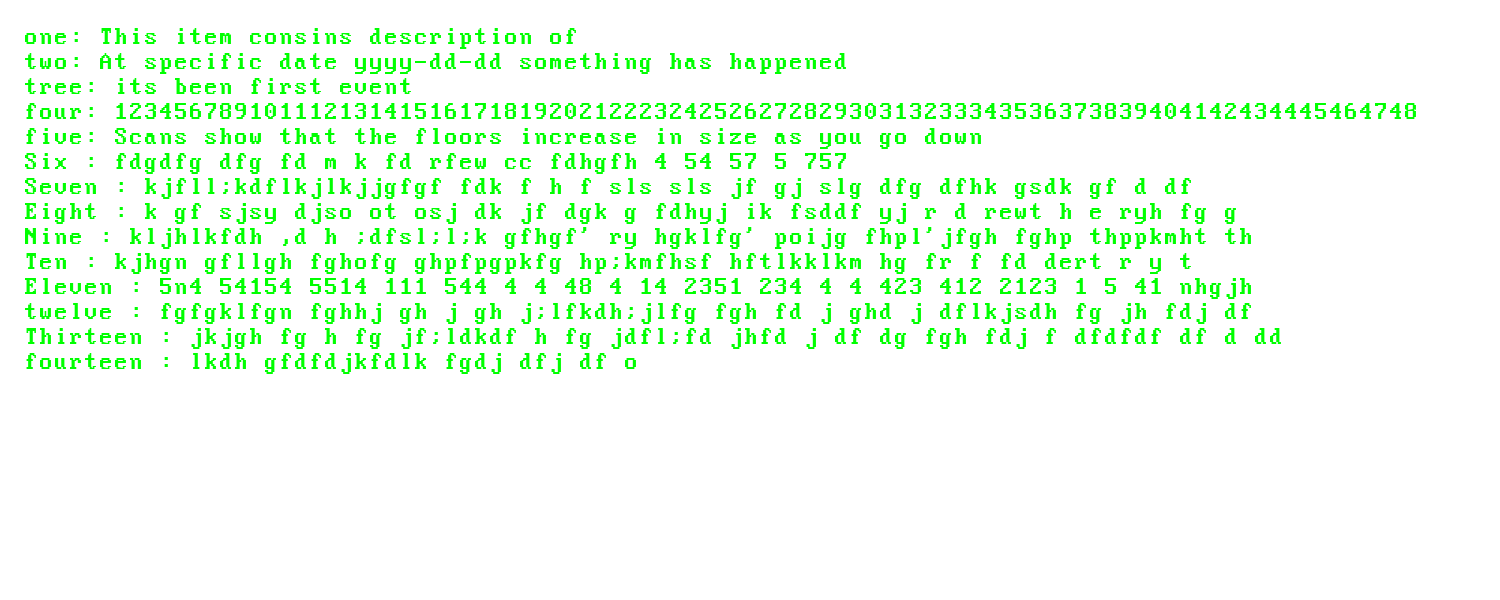 one: This item consins description of
two: At specific date yyyy-dd-dd something has happened
tree: its been first event
four: 123456789101112131415161718192021222324252627282930313233343536373839404142434445464748
five: Scans show that the floors increase in size as you go down
Six : fdgdfg dfg fd m k fd rfew cc fdhgfh 4 54 57 5 757
Seven : kjfll;kdflkjlkjjgfgf fdk f h f sls sls jf gj slg dfg dfhk gsdk gf d df
Eight : k gf sjsy djso ot osj dk jf dgk g fdhyj ik fsddf yj r d rewt h e ryh fg g
Nine : kljhlkfdh ,d h ;dfsl;l;k gfhgf' ry hgklfg' poijg fhpl'jfgh fghp thppkmht th
Ten : kjhgn gfllgh fghofg ghpfpgpkfg hp;kmfhsf hftlkklkm hg fr f fd dert r y t
Eleven : 5n4 54154 5514 111 544 4 4 48 4 14 2351 234 4 4 423 412 2123 1 5 41 nhgjh
twelve : fgfgklfgn fghhj gh j gh j;lfkdh;jlfg fgh fd j ghd j dflkjsdh fg jh fdj df
Thirteen : jkjgh fg h fg jf;ldkdf h fg jdfl;fd jhfd j df dg fgh fdj f dfdfdf df d dd
fourteen : lkdh gfdfdjkfdlk fgdj dfj df o